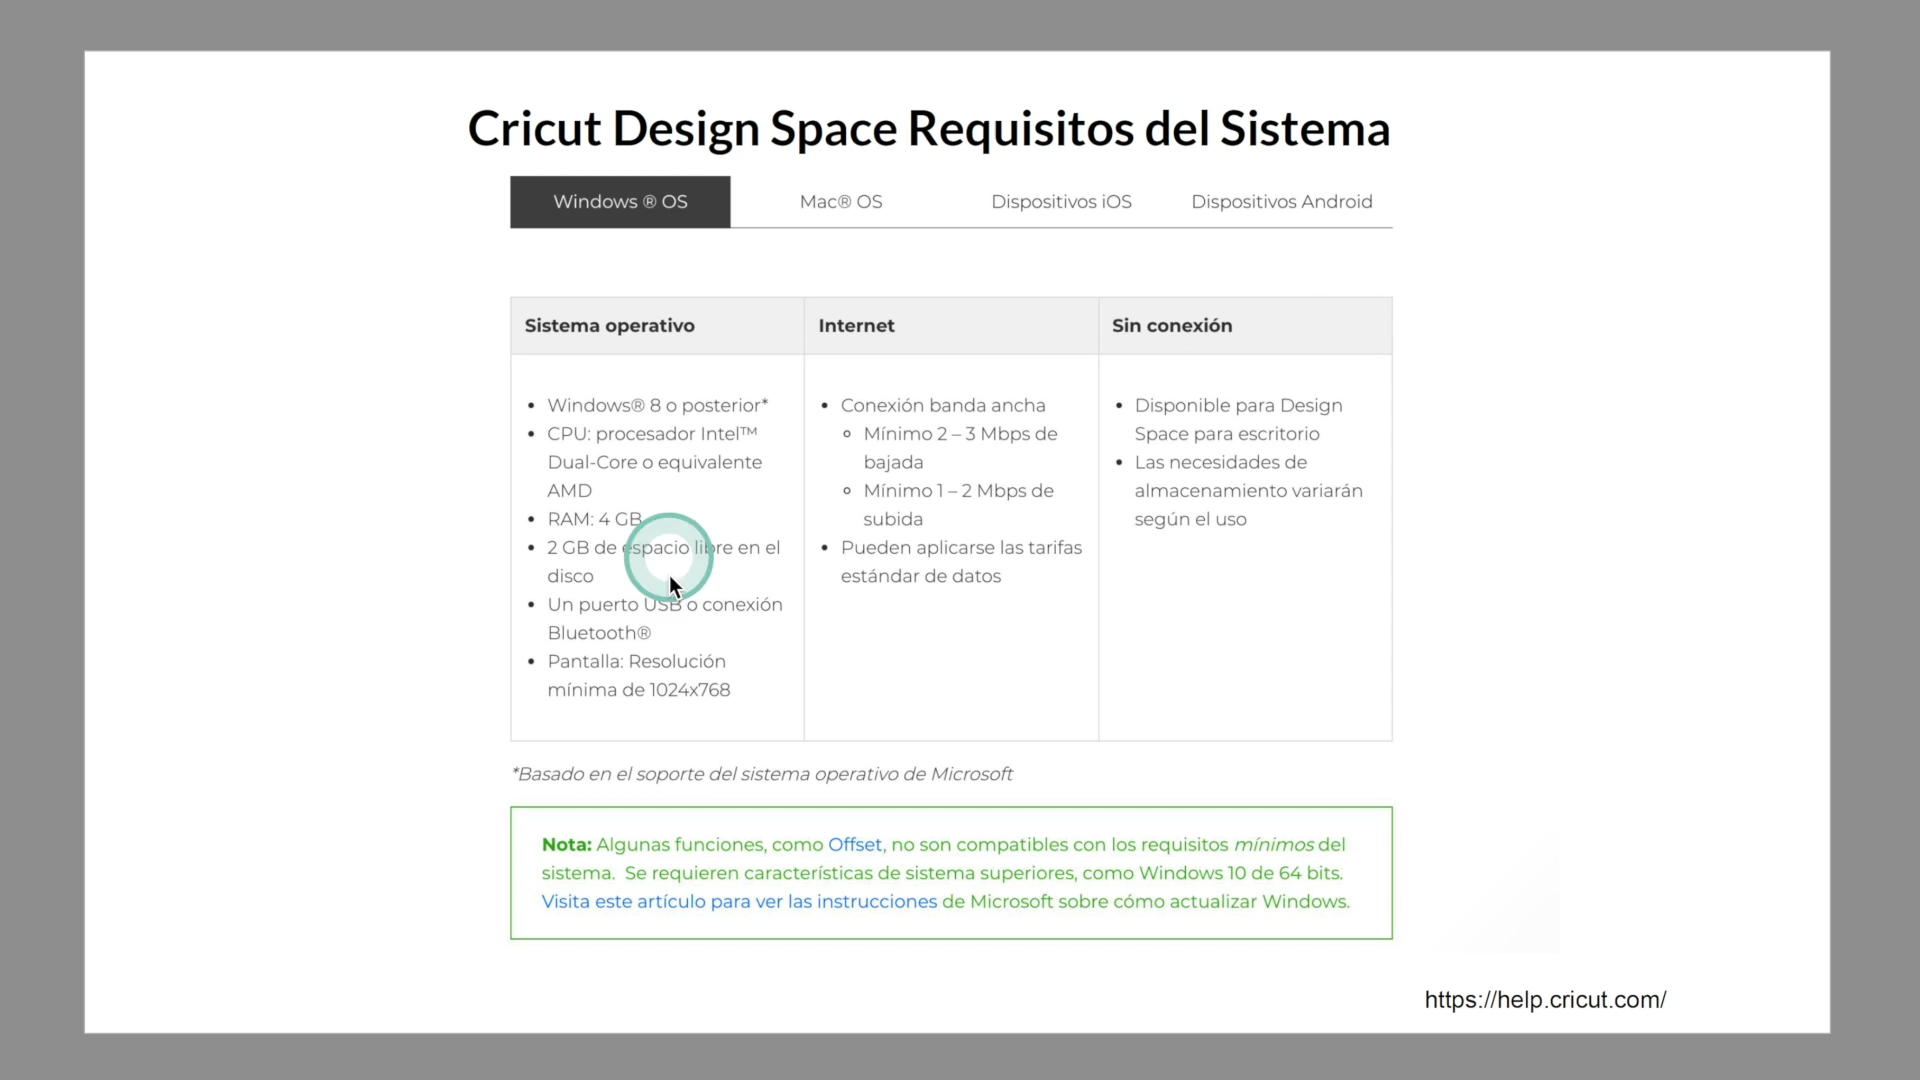 Cricut Design Space Requisitos del Sistema
Windows ® OS
Mac® OS
Dispositivos iOS
Dispositivos Android
Sistema operativo
Windows® 8 o posterior*
CPU: procesador Intel™
Dual-Core o equivalente
AMD
RAM: 4 GB
2 GB de espacio libre en el
disco
Un puerto USB o conexión
Bluetooth®
Pantalla: Resolución
mínima de 1024x768
Internet
Conexión banda ancha
Mínimo 2 – 3 Mbps de
bajada
Mínimo 1 – 2 Mbps de
subida
Pueden aplicarse las tarifas
estándar de datos
Sin conexión
Disponible para Design
Space para escritorio
Las necesidades de
almacenamiento variarán
según el uso
*Basado en el soporte del sistema operativo de Microsoft
Nota: Algunas funciones, como Offset, no son compatibles con los requisitos mínimos del
sistema.  Se requieren características de sistema superiores, como Windows 10 de 64 bits.
Visita este artículo para ver las instrucciones de Microsoft sobre cómo actualizar Windows.
https://help.cricut.com/